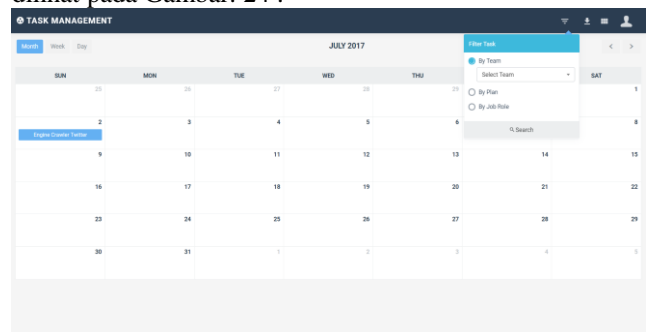 dilihat pada Gambar. 244.
TASK MANAGEMENT
Month Week Day
JULY 2017
Filter Task
By Team
Select Team
By Plan
By Job Role
Search
SUN MON TUE WED THU SAT
25 26 27 28 29 1
2 3 4 5 6 8
Engine Crawler Twitter
9 10 11 12 13 14 15
16 17 18 19 20 21 22
23 24 25 26 27 28 29
30 31 1 2 3 4 5